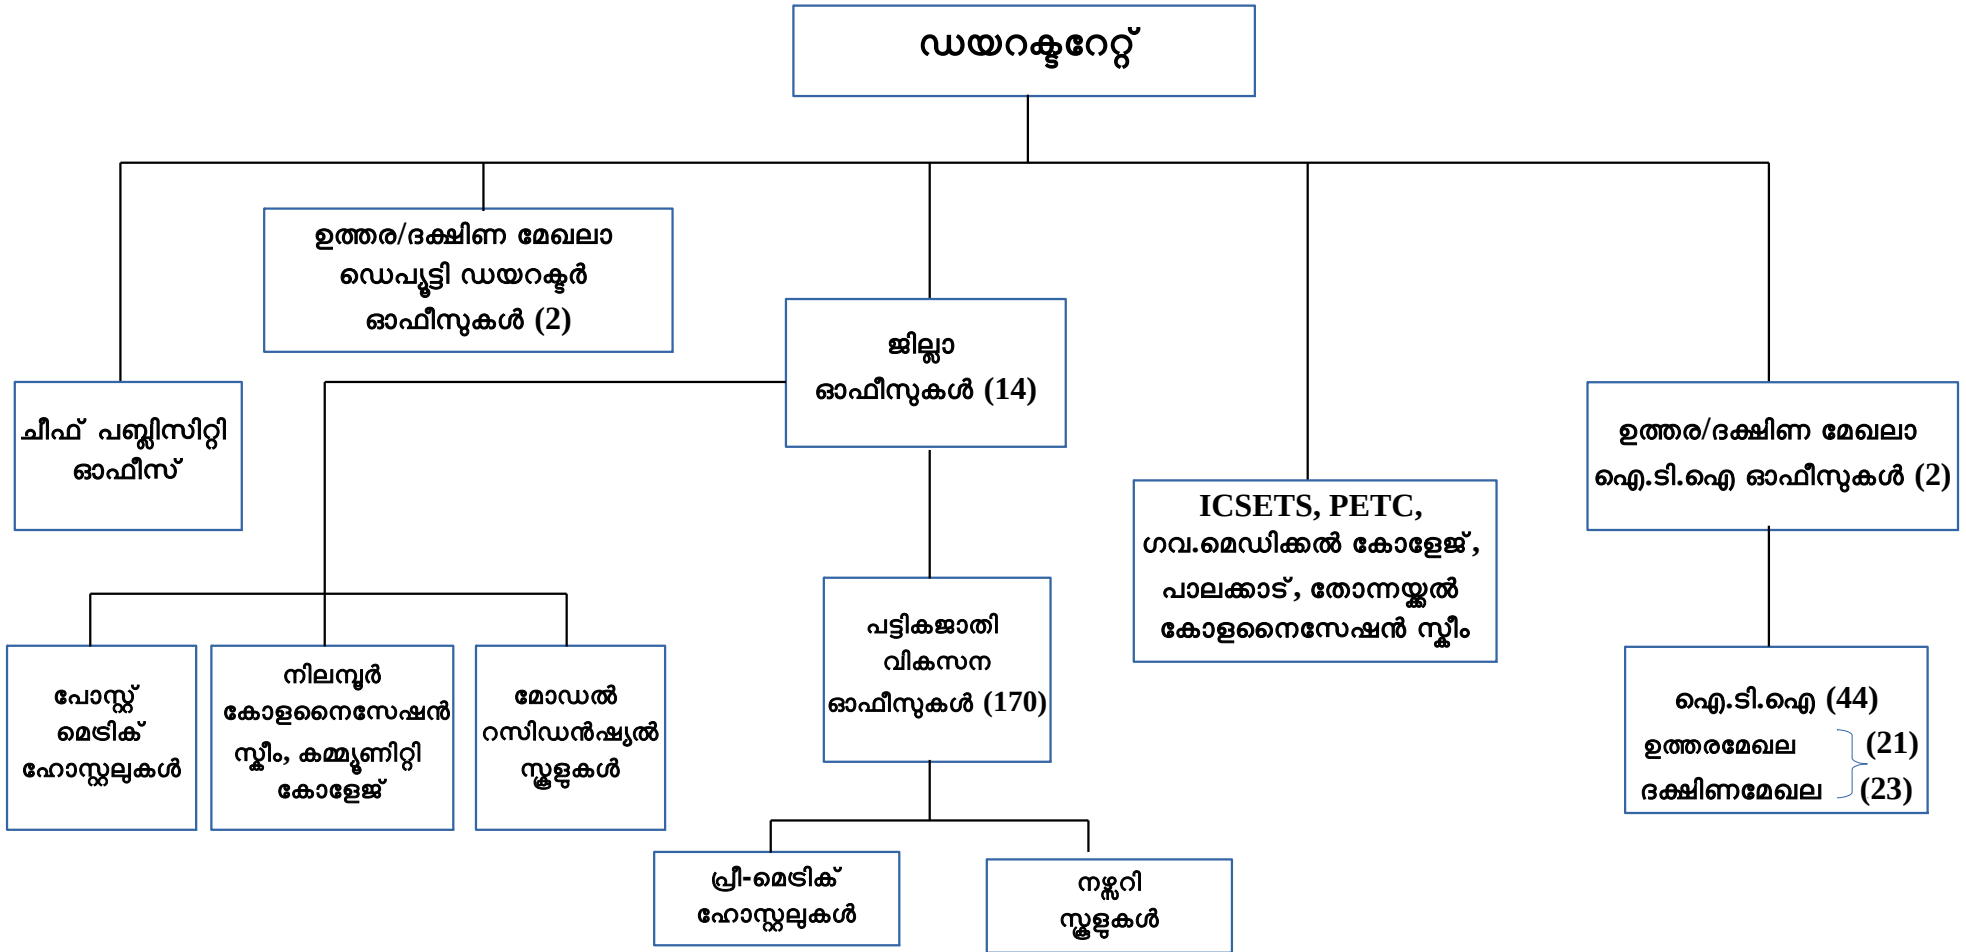 ഡയറക്ടറേറ്റ്
ഉത്തര/ദക്ഷിണ മേഖലാ
ഡെപ്യൂട്ടി ഡയറക്ടർ
ഓഫീസുകൾ (2)
ജില്ലാ
ഓഫീസുകൾ (14)
ചീഫ് പബ്ലിസിറ്റി
ഓഫീസ്
ഉത്തര/ദക്ഷിണ മേഖലാ
ഐ.ടി.ഐ ഓഫീസുകൾ (2)
ICSETS, PETC,
ഗവ.മെഡിക്കൽ കോളേജ്,
പാലക്കാട്, തോന്നയ്ക്കൽ
കോളനൈസേഷൻ സ്കീം
പട്ടികജാതി
വികസന
ഓഫീസുകൾ (170)
പോസ്റ്റ്
മെട്രിക്
ഹോസ്റ്റലുകൾ
നിലമ്പൂർ
കോളനൈസേഷൻ
സ്കീം, കമ്മ്യൂണിറ്റി
കോളേജ്
മോഡൽ
റസിഡൻഷ്യൽ
സ്കൂളുകൾ
ഐ.ടി.ഐ (44)
ഉത്തരമേഖല (21)
ദക്ഷിണമേഖല (23)
പ്രീ-മെട്രിക്
ഹോസ്റ്റലുകൾ
നഴ്സറി
സ്കൂളുകൾ